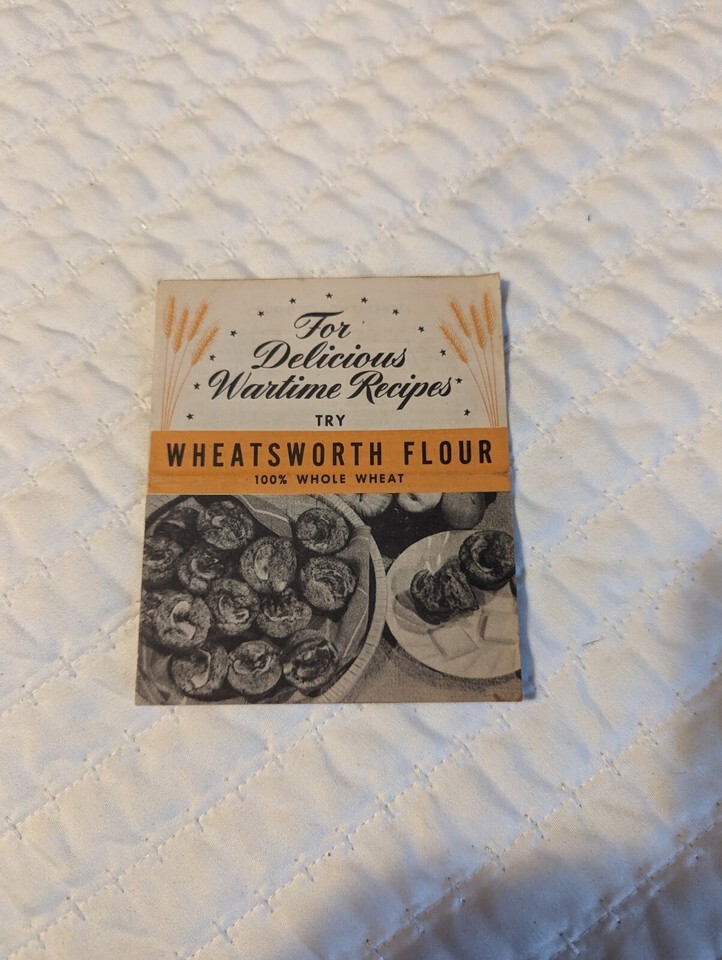 For
Delicious
Wartime Recipes
TRY
WHEATSWORTH FLOUR
100% WHOLE WHEAT